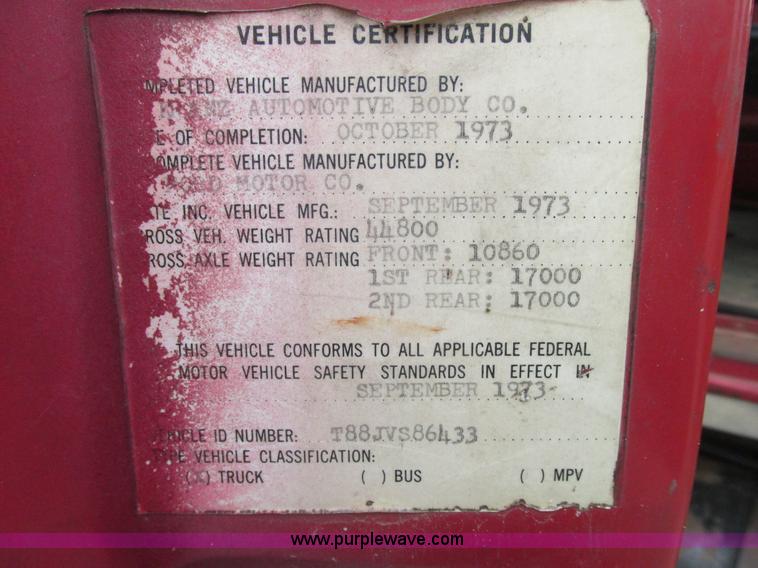 VEHICLE CERTIFICATION
MPLETED VEHICLE MANUFACTURED BY:
AUTOMOTIVE BODY CO.
E OF COMPLETION: OCTOBER 1973
OMPLETE VEHICLE MANUFACTURED BY:
MOTOR CO.
TE INC. VEHICLE MFG.: SEPTEMBER 1973
ROSS VEH. WEIGHT RATING 44800
ROSS AXLE WEIGHT RATING FRONT: 10860
1ST REAR: 17000
2ND REAR: 17000
THIS VEHICLE CONFORMS TO ALL APPLICABLE FEDERAL
MOTOR VEHICLE SAFETY STANDARDS IN EFFECT IN
SEPTEMBER 1973
EHICLE ID NUMBER: T88JVS86433
YPE VEHICLE CLASSIFICATION:
(X) TRUCK ( ) BUS ( ) MPV
www.purplewave.com